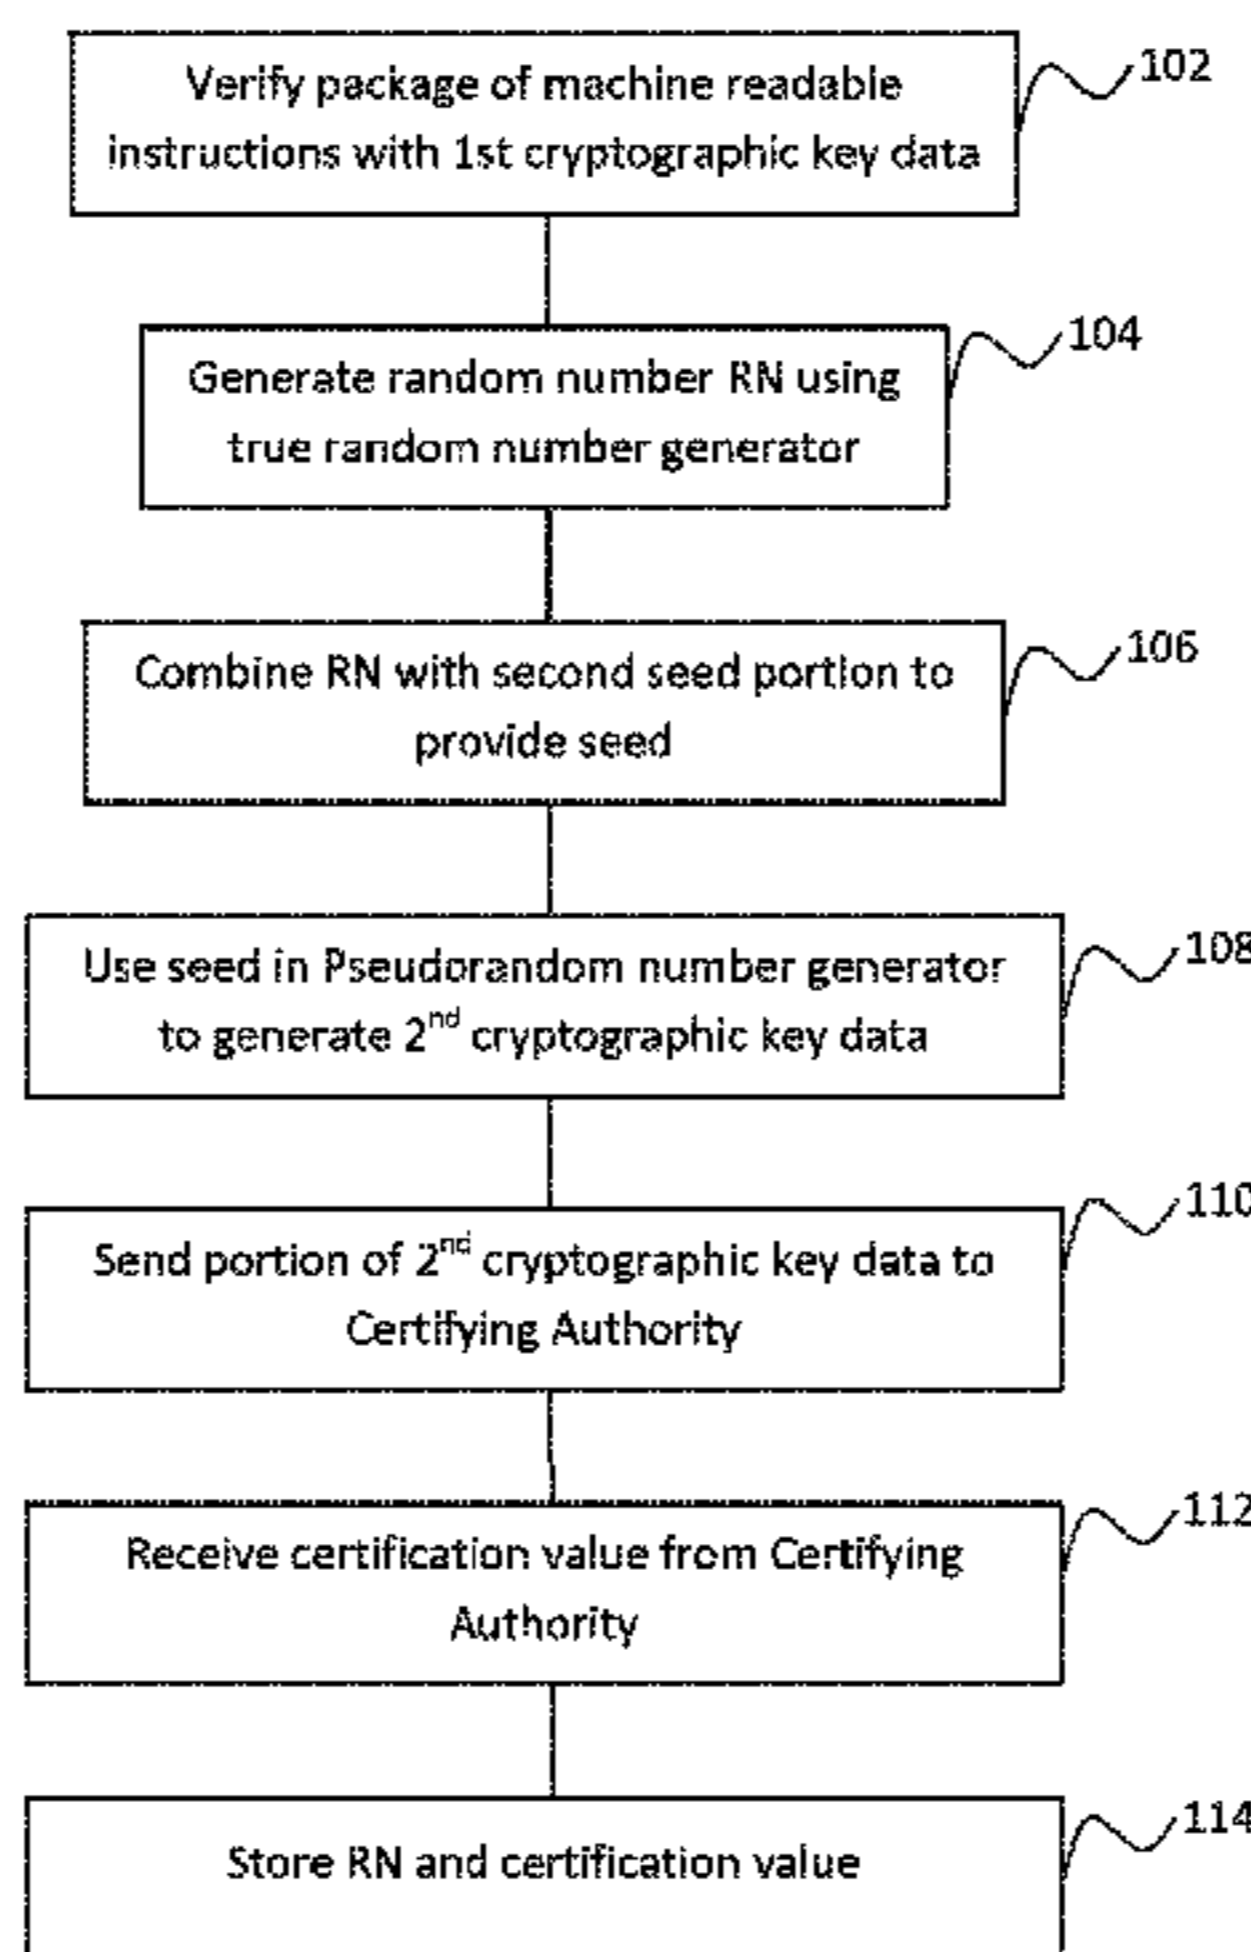 Verify package of machine readable
instructions with 1st cryptographic key data
102
Generate random number RN using
true random number generator
104
Combine RN with second seed portion to
provide seed
106
Use seed in Pseudorandom number generator
to generate 2nd cryptographic key data
108
Send portion of 2nd cryptographic key data to
Certifying Authority
110
Receive certification value from Certifying
Authority
112
Store RN and certification value
114